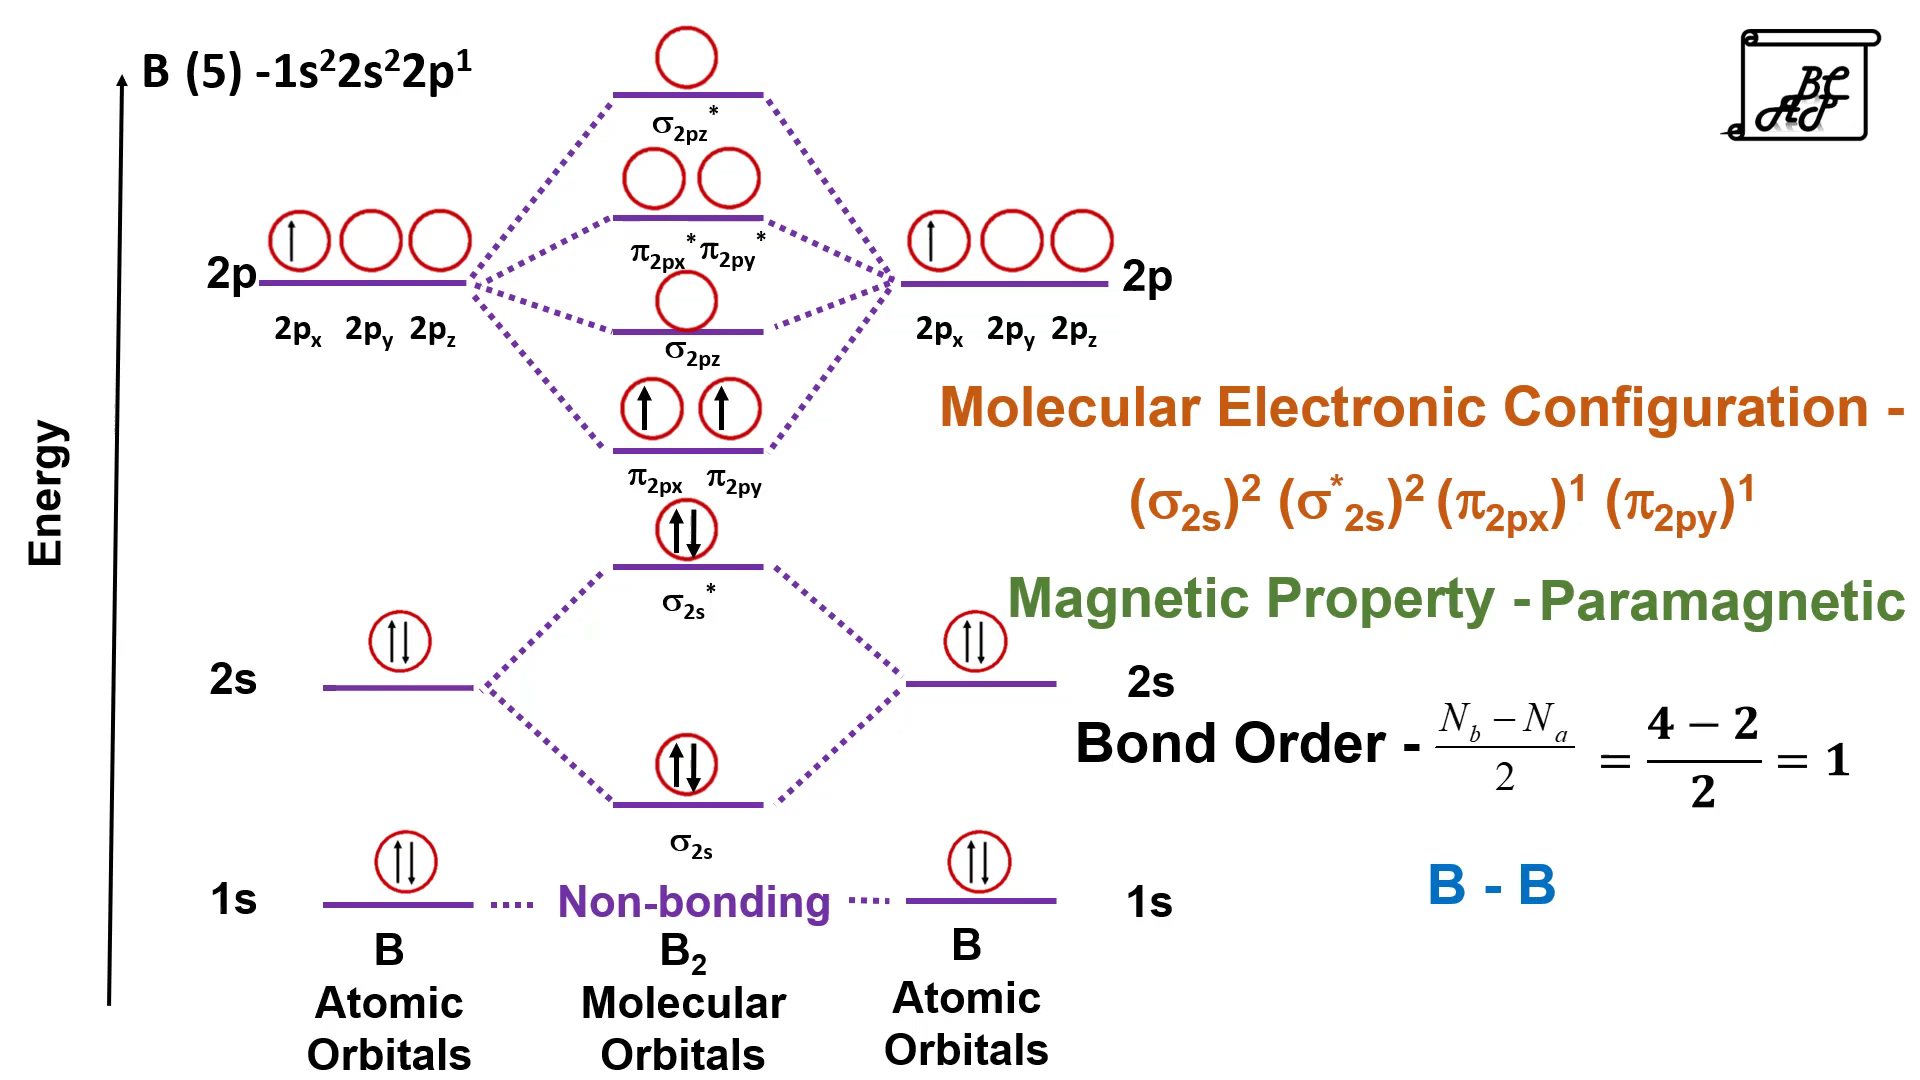 B (5) -1s²2s²2p¹
BC
AP
σ2pz*
π2px* π2py*
2p
2px 2py 2pz
σ2pz
2p
2px 2py 2pz
π2px π2py
σ2s*
2s
2s
σ2s
1s
Non-bonding
1s
B
Atomic
Orbitals
B₂
Molecular
Orbitals
B
Atomic
Orbitals
Energy
Molecular Electronic Configuration -
(σ2s)² (σ*2s)² (π2px)¹ (π2py)¹
Magnetic Property - Paramagnetic
Bond Order - (Nb − Na)/2 = (4 − 2)/2 = 1
B - B